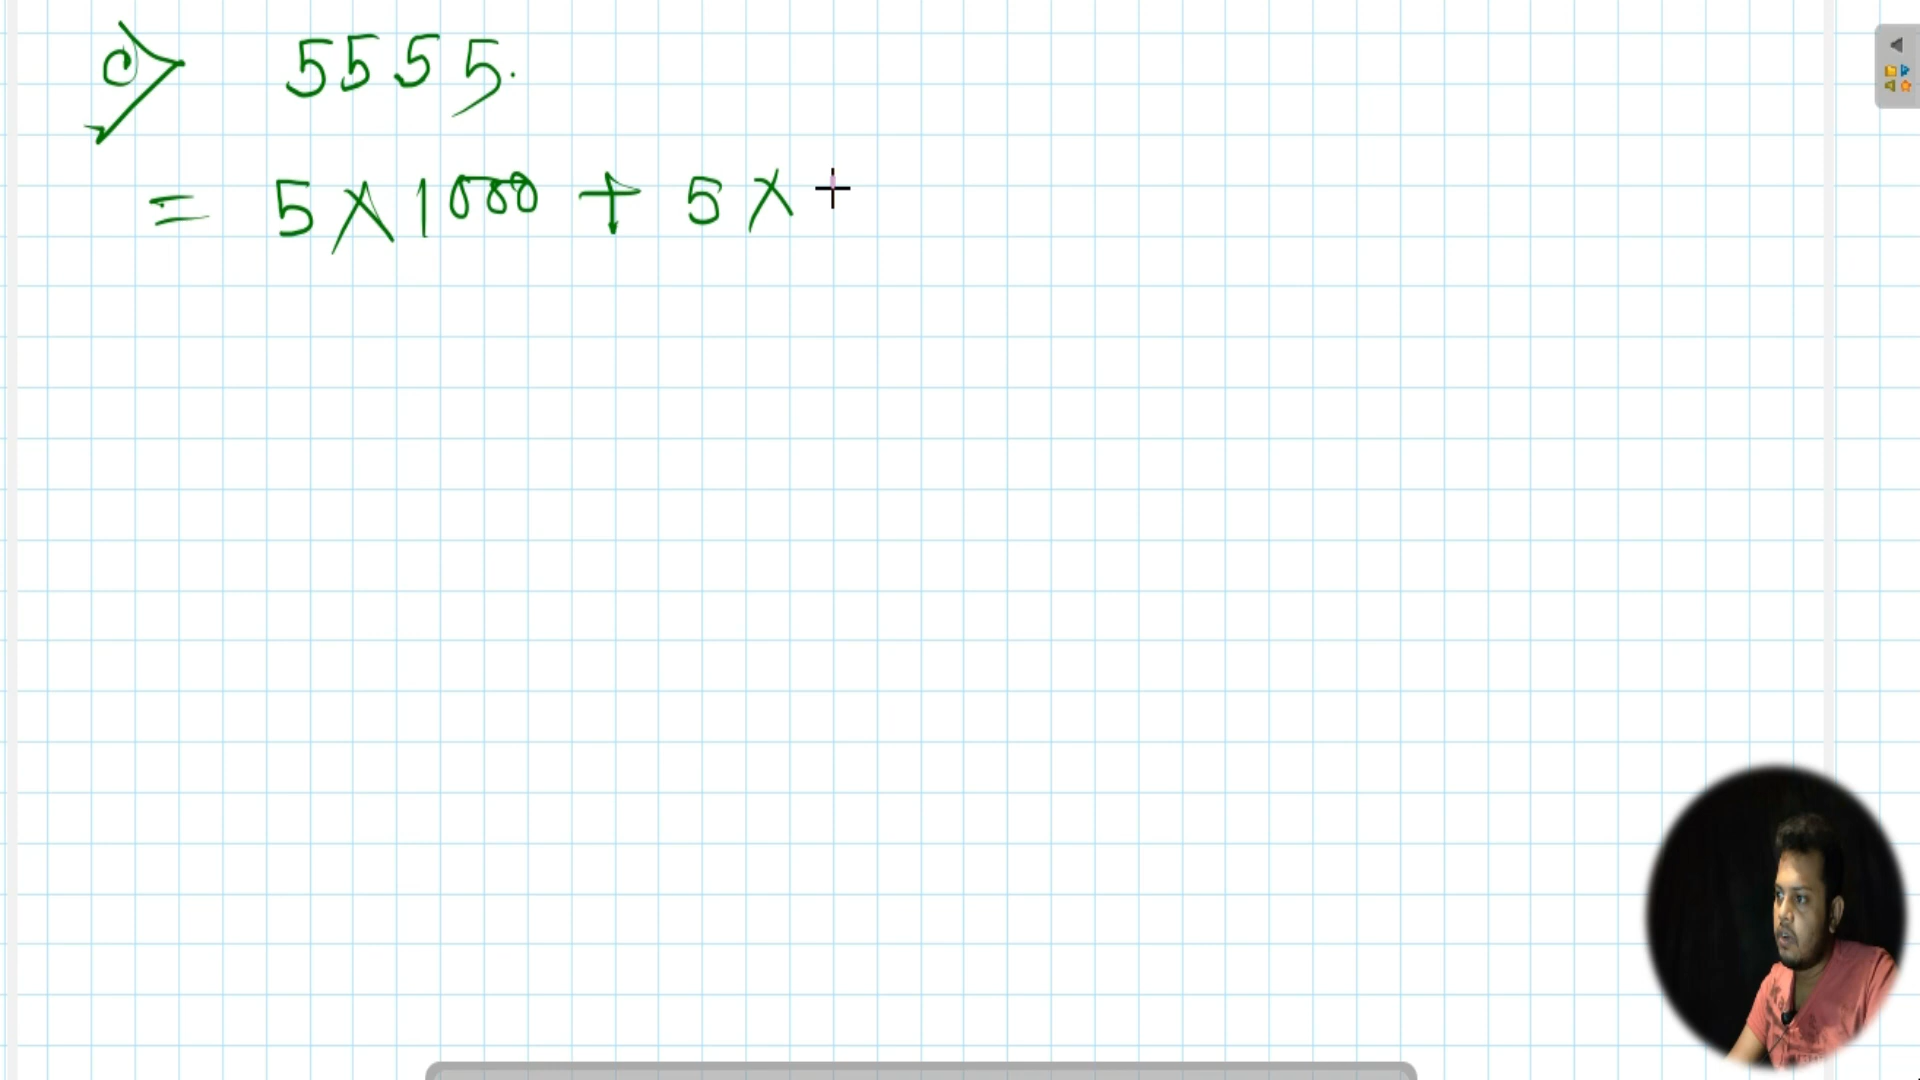 c> 5555.
= 5×1000 + 5×